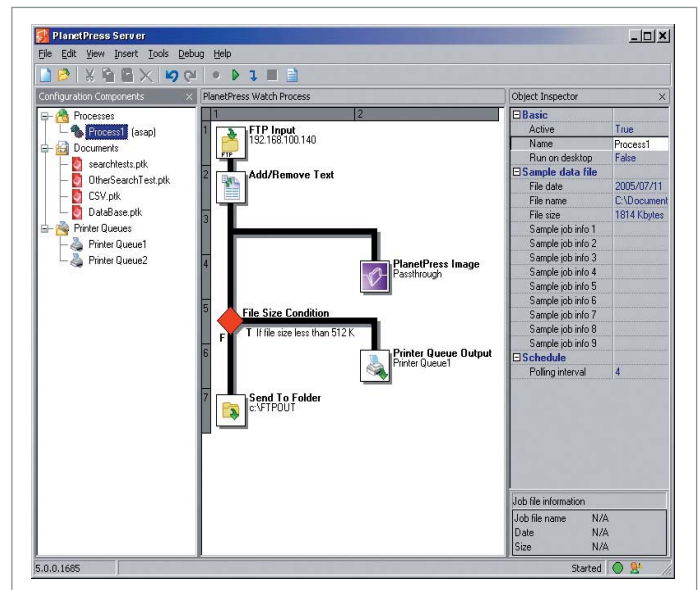 PlanetPress Server
File Edit View Insert Tools Debug Help
Configuration Components
Processes
Process1 (asap)
Documents
searchtests.ptk
OtherSearchTest.ptk
CSV.ptk
DataBase.ptk
Printer Queues
Printer Queue1
Printer Queue2
PlanetPress Watch Process
1 2
1
FTP Input
192.168.100.140
FTP
2
Add/Remove Text
3
4
PlanetPress Image
Passthrough
5
File Size Condition
F T If file size less than 512 K
6
Printer Queue Output
Printer Queue1
7
Send To Folder
c:\FTPOUT
Object Inspector
Basic
Active True
Name Process1
Run on desktop False
Sample data file
File date 2005/07/11
File name C:\Document
File size 1814 Kbytes
Sample job info 1
Sample job info 2
Sample job info 3
Sample job info 4
Sample job info 5
Sample job info 6
Sample job info 7
Sample job info 8
Sample job info 9
Schedule
Polling interval 4
Job file information
Job file name N/A
Date N/A
Size N/A
5.0.0.1685
Started